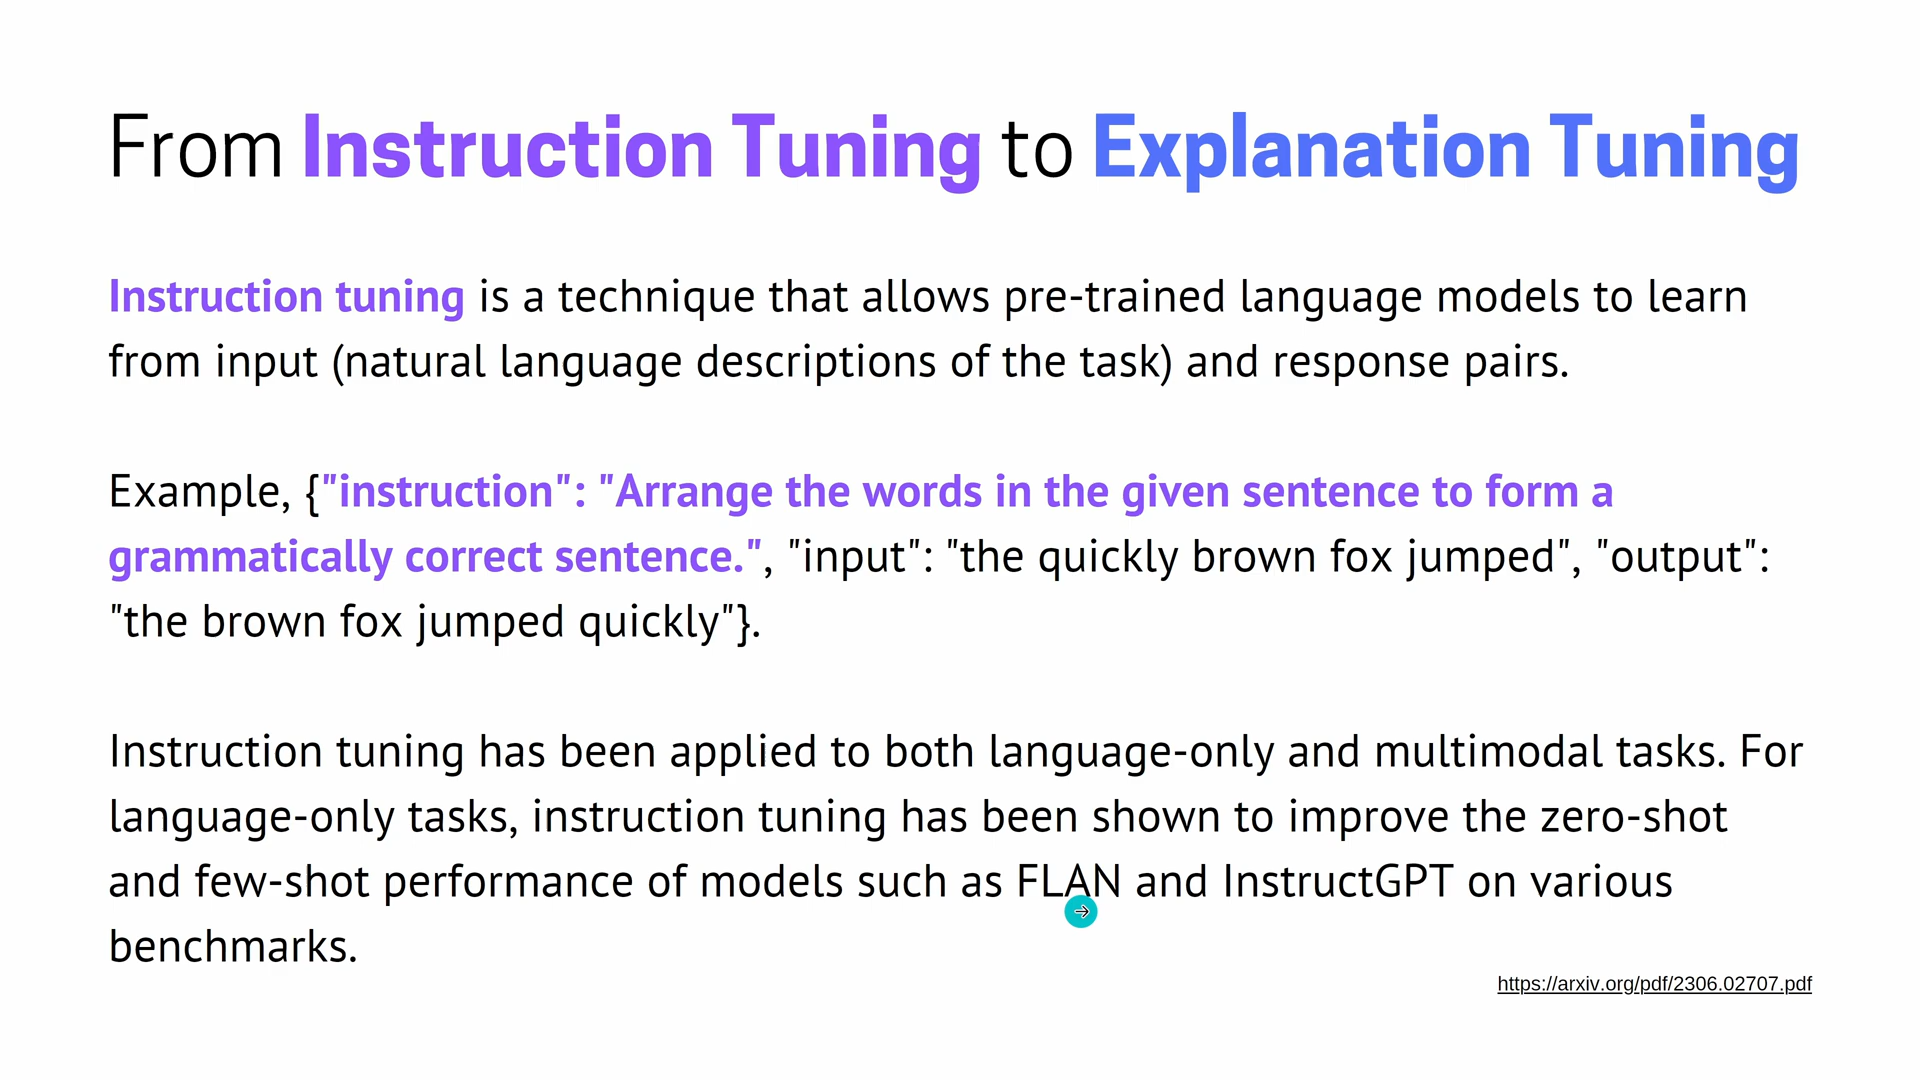 From Instruction Tuning to Explanation Tuning
Instruction tuning is a technique that allows pre-trained language models to learn
from input (natural language descriptions of the task) and response pairs.
Example, {"instruction": "Arrange the words in the given sentence to form a
grammatically correct sentence.", "input": "the quickly brown fox jumped", "output":
"the brown fox jumped quickly"}.
Instruction tuning has been applied to both language-only and multimodal tasks. For
language-only tasks, instruction tuning has been shown to improve the zero-shot
and few-shot performance of models such as FLAN and InstructGPT on various
benchmarks.
https://arxiv.org/pdf/2306.02707.pdf